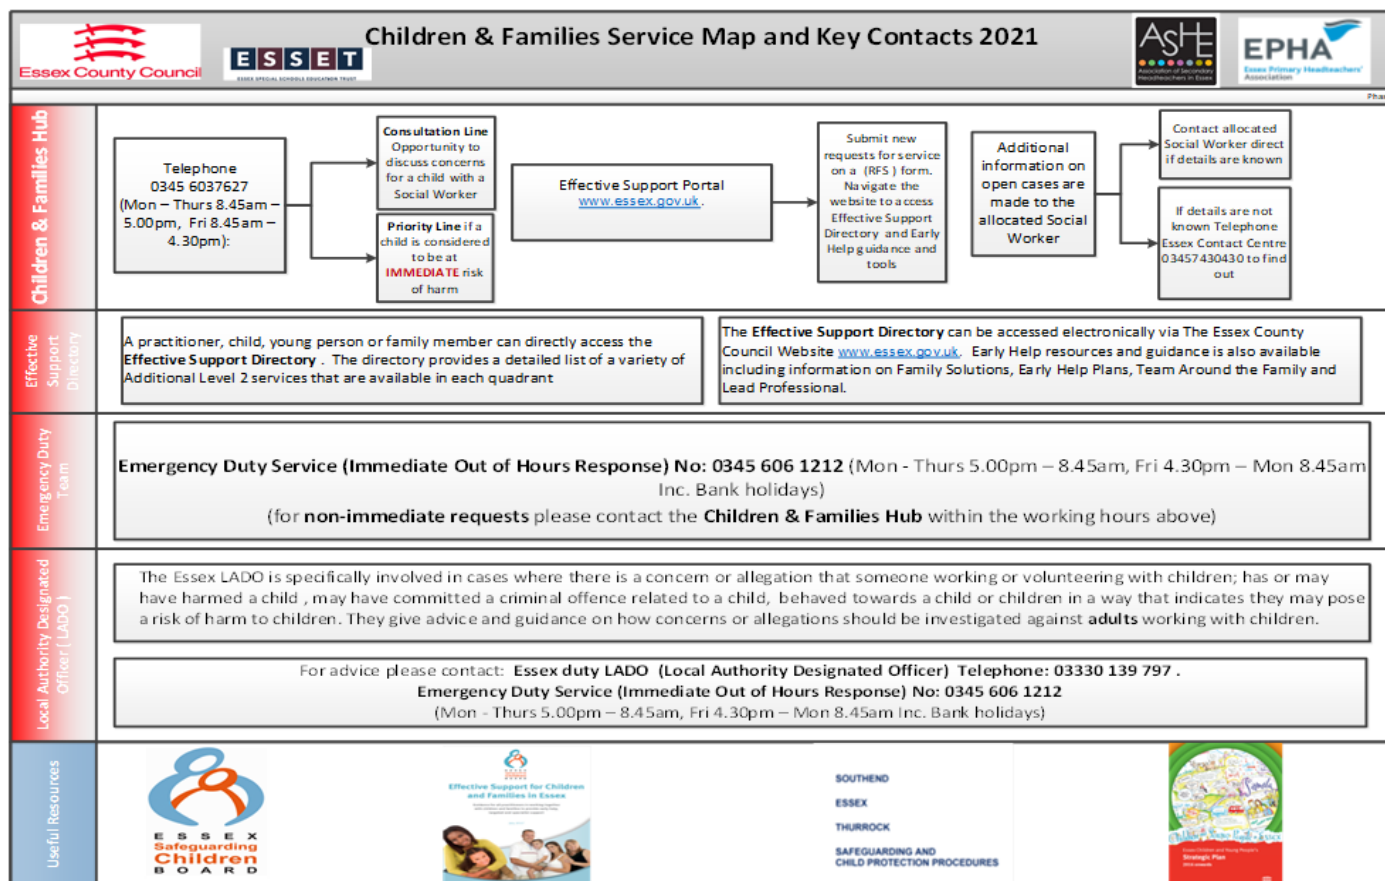 Children & Families Service Map and Key Contacts 2021
Essex County Council
ESSET
ESSEX SPECIAL SCHOOLS EDUCATION TRUST
ASHE
Association of Secondary
Headteachers in Essex
EPHA
Essex Primary Headteachers'
Association
Children & Families Hub
Telephone
0345 6037627
(Mon – Thurs 8.45am –
5.00pm, Fri 8.45am –
4.30pm):
Consultation Line
Opportunity to
discuss concerns
for a child with a
Social Worker
Priority Line if a
child is considered
to be at
IMMEDIATE risk
of harm
Effective Support Portal
www.essex.gov.uk .
Submit new
requests for service
on a (RFS ) form.
Navigate the
website to access
Effective Support
Directory and Early
Help guidance and
tools
Additional
information on
open cases are
made to the
allocated Social
Worker
Contact allocated
Social Worker direct
if details are known
If details are not
known Telephone
Essex Contact Centre
03457430430 to find
out
Effective
Support
Directory
A practitioner, child, young person or family member can directly access the
Effective Support Directory . The directory provides a detailed list of a variety of
Additional Level 2 services that are available in each quadrant
The Effective Support Directory can be accessed electronically via The Essex County
Council Website www.essex.gov.uk. Early Help resources and guidance is also available
including information on Family Solutions, Early Help Plans, Team Around the Family and
Lead Professional.
Emergency Duty
Team
Emergency Duty Service (Immediate Out of Hours Response) No: 0345 606 1212 (Mon - Thurs 5.00pm – 8.45am, Fri 4.30pm – Mon 8.45am
Inc. Bank holidays)
(for non-immediate requests please contact the Children & Families Hub within the working hours above)
Local Authority Designated
Officer ( LADO )
The Essex LADO is specifically involved in cases where there is a concern or allegation that someone working or volunteering with children; has or may
have harmed a child , may have committed a criminal offence related to a child, behaved towards a child or children in a way that indicates they may pose
a risk of harm to children. They give advice and guidance on how concerns or allegations should be investigated against adults working with children.
For advice please contact: Essex duty LADO (Local Authority Designated Officer) Telephone: 03330 139 797 .
Emergency Duty Service (Immediate Out of Hours Response) No: 0345 606 1212
(Mon - Thurs 5.00pm – 8.45am, Fri 4.30pm – Mon 8.45am Inc. Bank holidays)
Useful Resources
ESSEX
Safeguarding
Children
BOARD
Effective Support for Children
and Families in Essex
SOUTHEND
ESSEX
THURROCK
SAFEGUARDING AND
CHILD PROTECTION PROCEDURES
Essex Children and Young People's
Strategic Plan